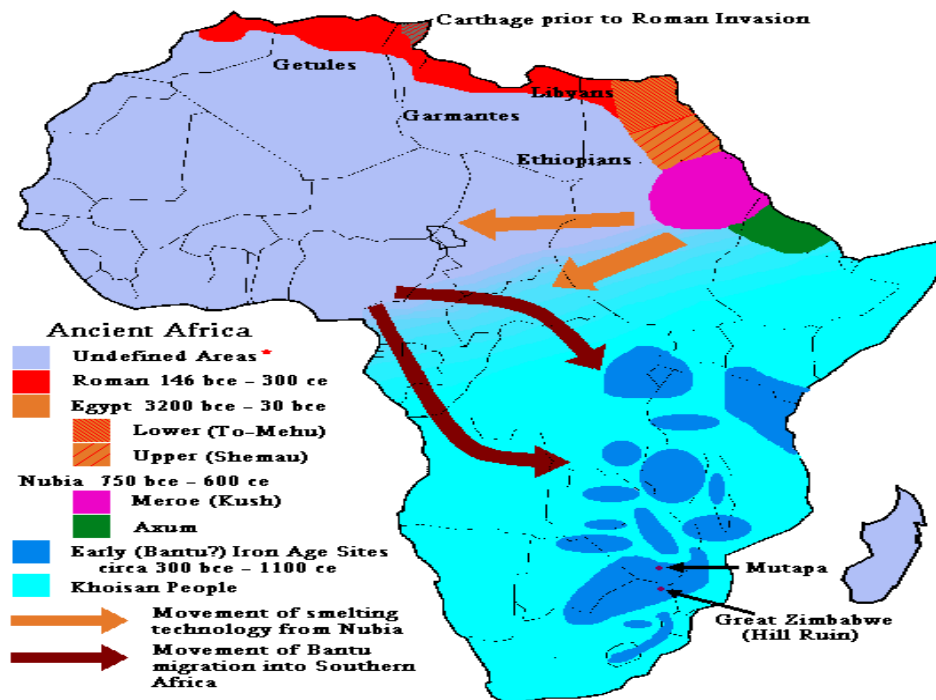 Carthage prior to Roman Invasion
Getules
Libyans
Garmantes
Ethiopians
Ancient Africa
Undefined Areas*
Roman 146 bce - 300 ce
Egypt 3200 bce - 30 bce
Lower (To-Mehu)
Upper (Shemau)
Nubia 750 bce - 600 ce
Meroe (Kush)
Axum
Early (Bantu?) Iron Age Sites
circa 300 bce - 1100 ce
Khoisan People
Movement of smelting
technology from Nubia
Movement of Bantu
migration into Southern
Africa
Mutapa
Great Zimbabwe
(Hill Ruin)